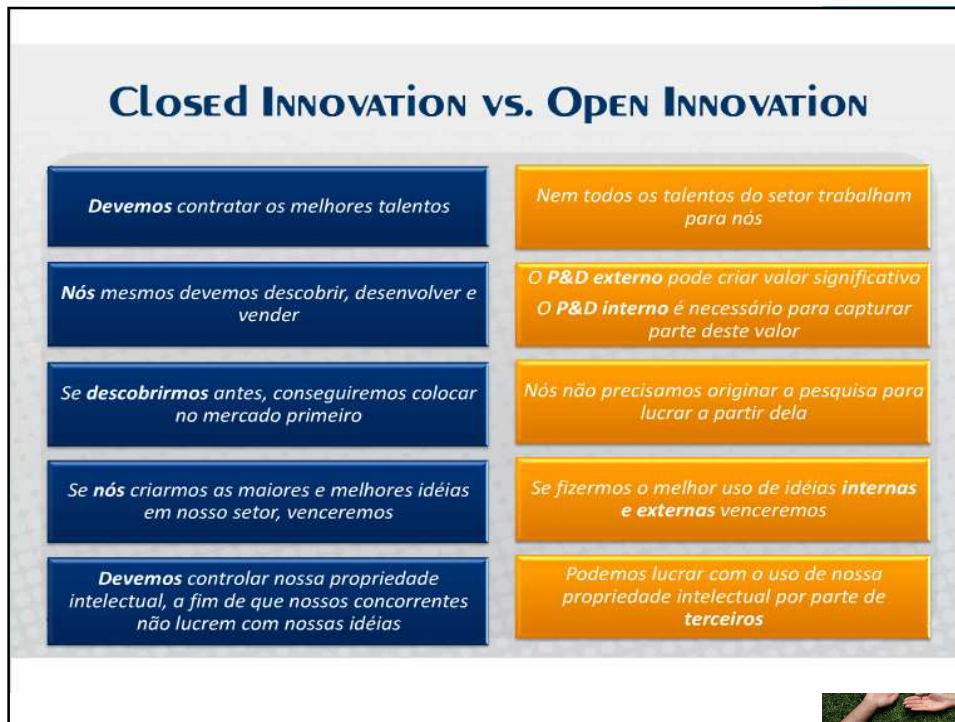 Closed Innovation vs. Open Innovation
Devemos contratar os melhores talentos
Nem todos os talentos do setor trabalham
para nós
Nós mesmos devemos descobrir, desenvolver e
vender
O P&D externo pode criar valor significativo
O P&D interno é necessário para capturar
parte deste valor
Se descobrirmos antes, conseguiremos colocar
no mercado primeiro
Nós não precisamos originar a pesquisa para
lucrar a partir dela
Se nós criarmos as maiores e melhores idéias
em nosso setor, venceremos
Se fizermos o melhor uso de idéias internas
e externas venceremos
Devemos controlar nossa propriedade
intelectual, a fim de que nossos concorrentes
não lucrem com nossas idéias
Podemos lucrar com o uso de nossa
propriedade intelectual por parte de
terceiros